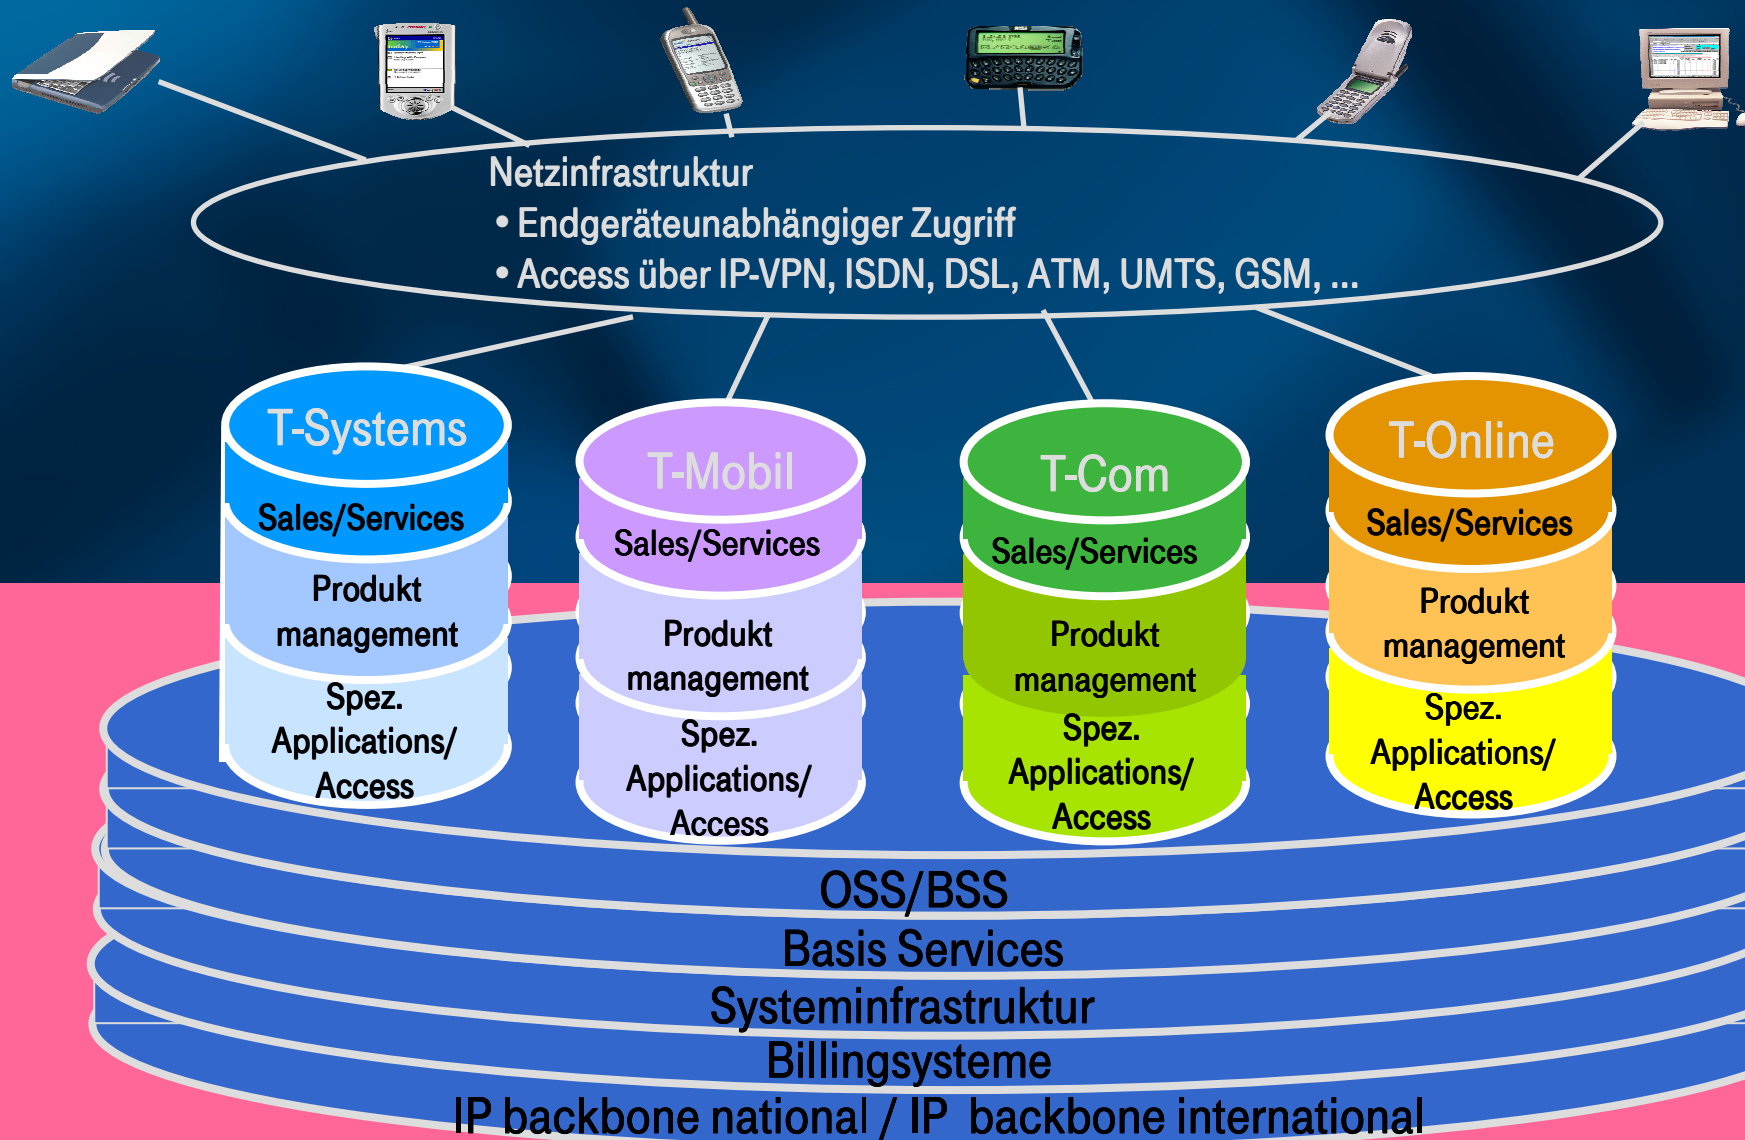 Netzinfrastruktur
• Endgeräteunabhängiger Zugriff
• Access über IP-VPN, ISDN, DSL, ATM, UMTS, GSM, ...
T-Systems
Sales/Services
Produkt
management
Spez.
Applications/
Access
T-Mobil
Sales/Services
Produkt
management
Spez.
Applications/
Access
T-Com
Sales/Services
Produkt
management
Spez.
Applications/
Access
T-Online
Sales/Services
Produkt
management
Spez.
Applications/
Access
OSS/BSS
Basis Services
Systeminfrastruktur
Billingsysteme
IP backbone national / IP backbone international